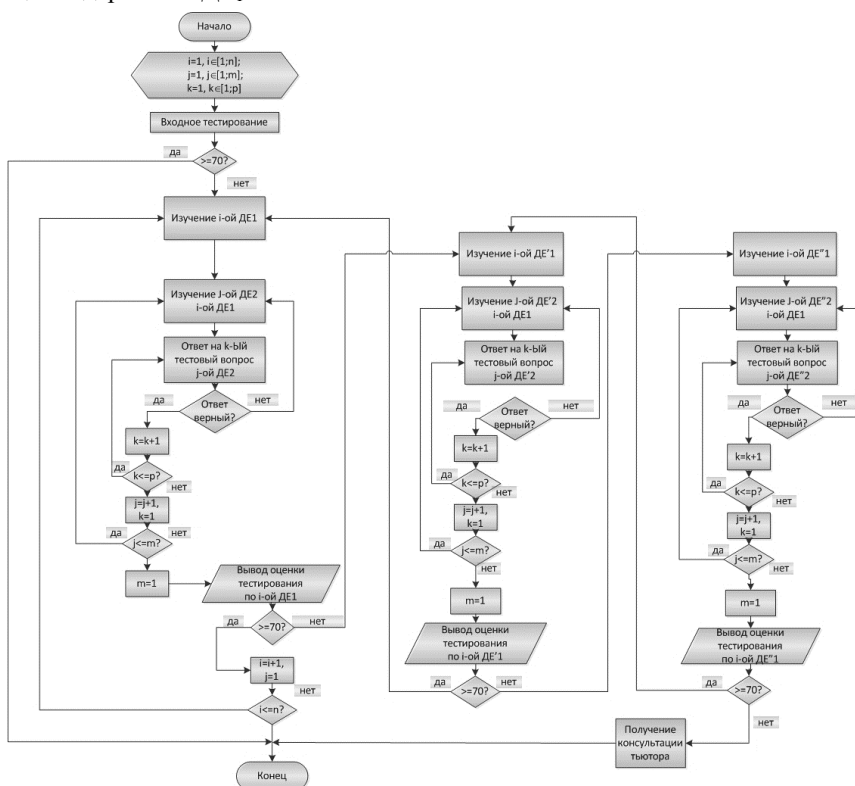 Начало
i=1, i∈[1;n];
j=1, j∈[1;m];
k=1, k∈[1;p]
Входное тестирование
да
>=70?
нет
Изучение i-ой ДЕ1
Изучение J-ой ДЕ2
i-ой ДЕ1
Ответ на k-ый
тестовый вопрос
j-ой ДЕ2
да
Ответ
верный?
нет
k=k+1
да
k<=p?
нет
j=j+1,
k=1
да
j<=m?
нет
m=1
Вывод оценки
тестирования
по i-ой ДЕ1
да
>=70?
нет
i=i+1,
j=1
нет
i<=n?
Конец
Изучение i-ой ДЕ'1
Изучение J-ой ДЕ'2
i-ой ДЕ1
Ответ на k-ый
тестовый вопрос
j-ой ДЕ'2
да
Ответ
верный?
нет
k=k+1
да
k<=p?
нет
j=j+1,
k=1
да
j<=m?
нет
m=1
Вывод оценки
тестирования
по i-ой ДЕ'1
да
>=70?
нет
Изучение i-ой ДЕ"1
Изучение J-ой ДЕ"2
i-ой ДЕ1
Ответ на k-ый
тестовый вопрос
j-ой ДЕ"2
да
Ответ
верный?
нет
k=k+1
да
k<=p?
нет
j=j+1,
k=1
да
j<=m?
нет
m=1
Вывод оценки
тестирования
по i-ой ДЕ"1
да
>=70?
нет
Получение
консультации
тьютора